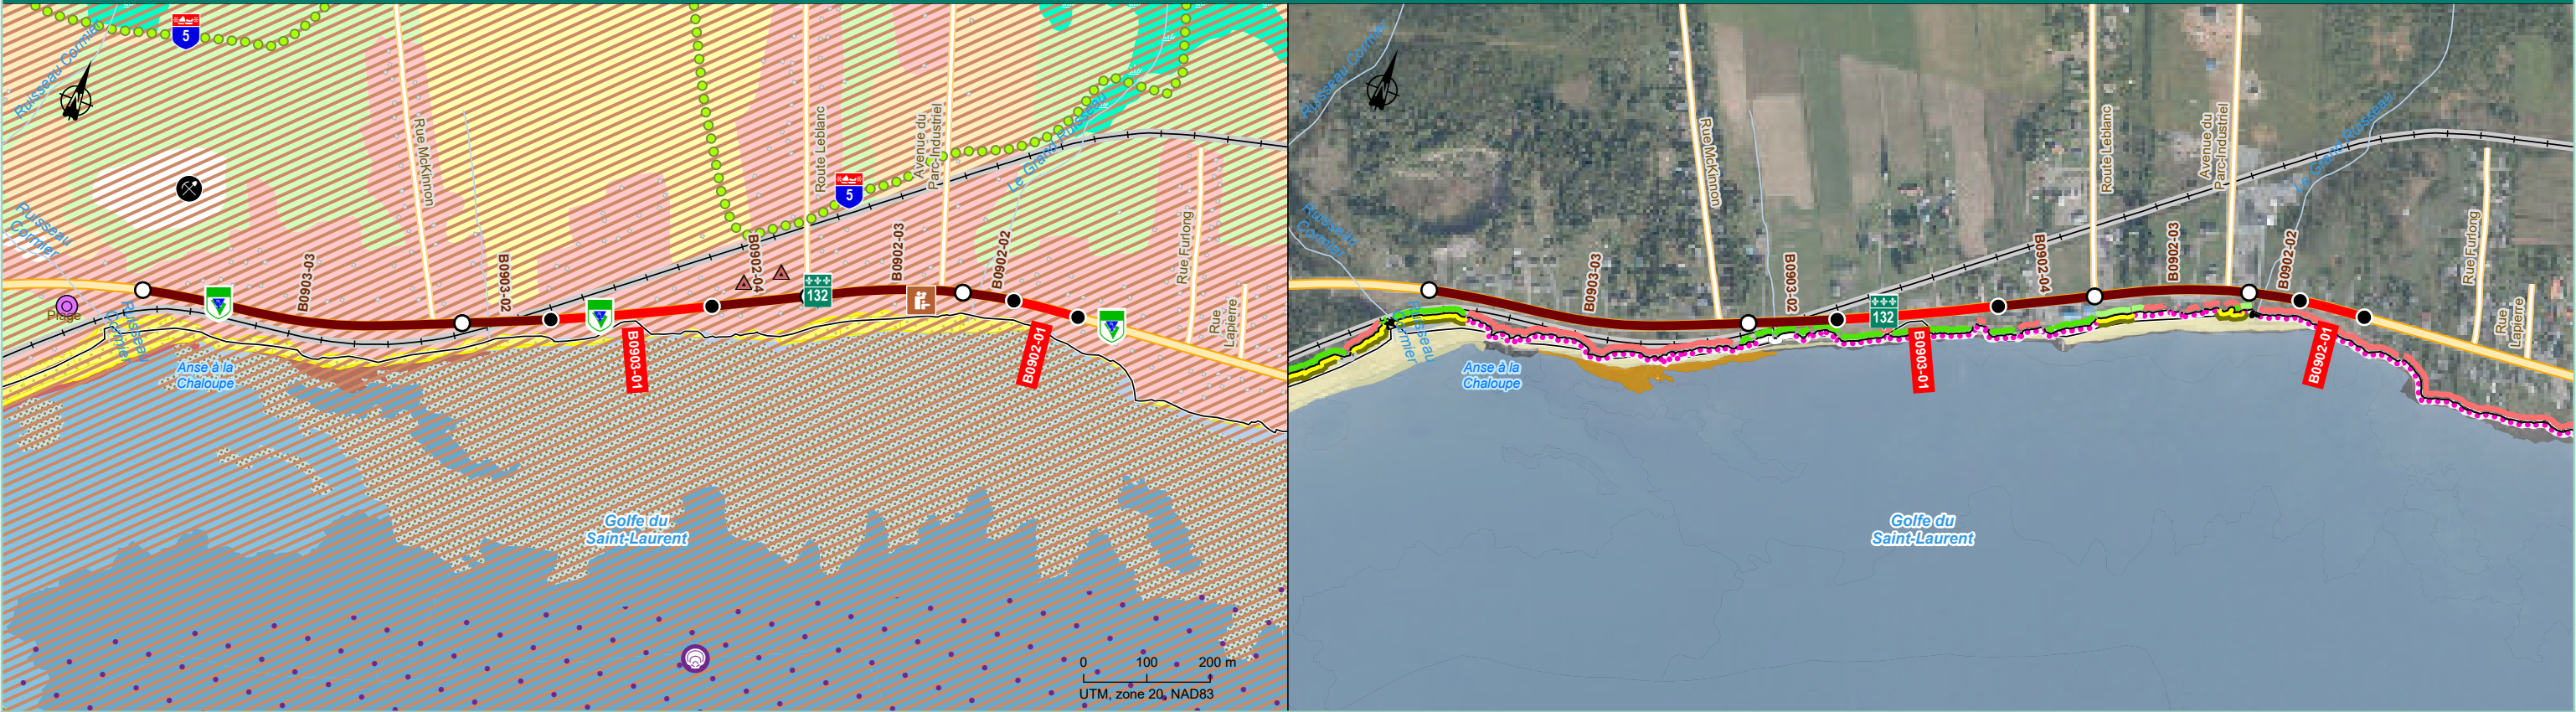 5
Ruisseau Cormier
Rue McKinnon
Route Leblanc
Avenue du
Parc-Industriel
Le Grand Ruisseau
5
Ruisseau
Cormier
Rue Furlong
B0903-03
B0903-02
B0902-04
B0902-03
B0902-02
132
Plage
Ruisseau
Cormier
Rue
Lapierre
Anse à la
Chaloupe
B0903-01
B0902-01
Golfe du
Saint-Laurent
0 100 200 m
UTM, zone 20, NAD83
Ruisseau Cormier
Rue McKinnon
Route Leblanc
Avenue du
Parc-Industriel
Le Grand Ruisseau
Ruisseau
Cormier
Rue Furlong
B0903-03
B0903-02
B0902-04
B0902-03
B0902-02
132
Ruisseau
Cormier
Rue
Lapierre
Anse à la
Chaloupe
B0903-01
B0902-01
Golfe du
Saint-Laurent